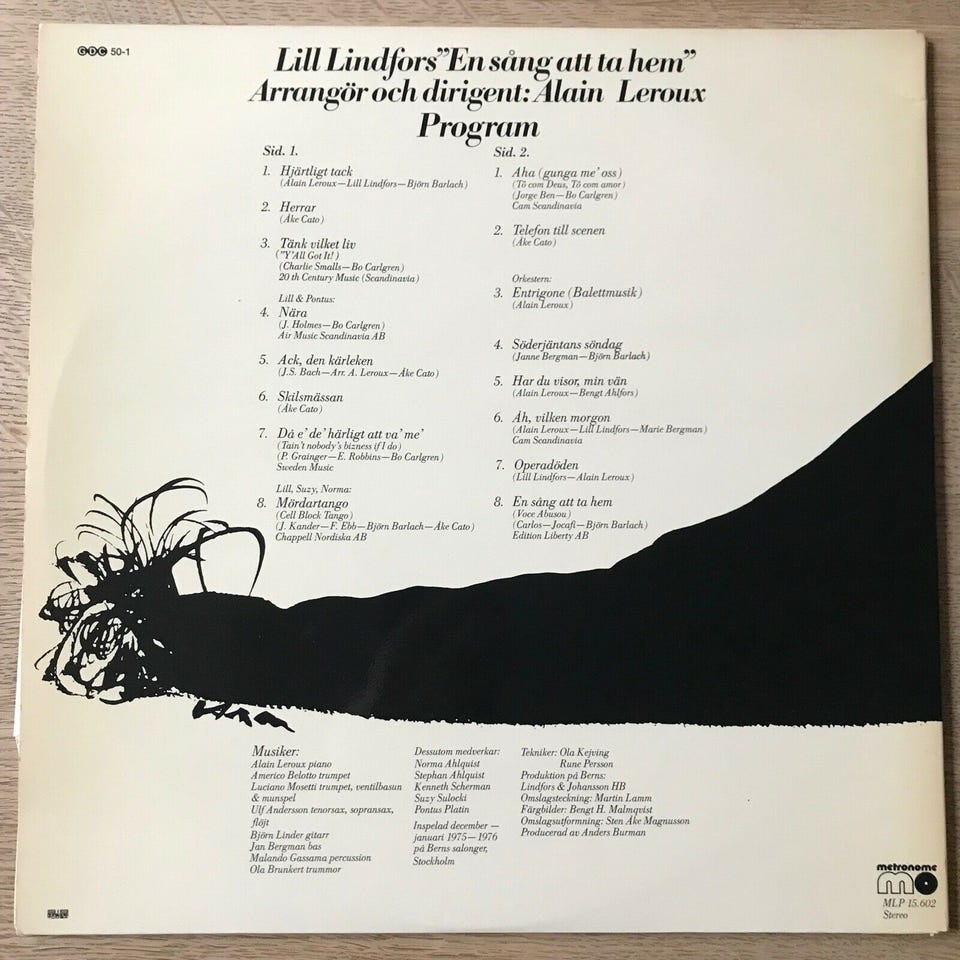 GDC 50-1
Lill Lindfors”En sång att ta hem”
Arrangör och dirigent: Alain Leroux
Program
Sid. 1.
1. Hjärtligt tack
(Alain Leroux—Lill Lindfors—Björn Barlach)
2. Herrar
(Åke Cato)
3. Tänk vilket liv
(”Y'All Got It!)
(Charlie Smalls—Bo Carlgren)
20 th Century Music (Scandinavia)
Lill & Pontus:
4. Nära
(J. Holmes—Bo Carlgren)
Air Music Scandinavia AB
5. Ack, den kärleken
(J.S. Bach—Arr. A. Leroux—Åke Cato)
6. Skilsmässan
(Åke Cato)
7. Då e' de' härligt att va' me'
(Tain't nobody's bizness if I do)
(P. Grainger—E. Robbins—Bo Carlgren)
Sweden Music
Lill, Suzy, Norma:
8. Mördartango
(Cell Block Tango)
(J. Kander—F. Ebb—Björn Barlach—Åke Cato)
Chappell Nordiska AB
Sid. 2.
1. Aha (gunga me' oss)
(Tô com Deus, Tô com amor)
(Jorge Ben—Bo Carlgren)
Cam Scandinavia
2. Telefon till scenen
(Åke Cato)
Orkestern:
3. Entrigone (Balettmusik)
(Alain Leroux)
4. Söderjäntans söndag
(Janne Bergman—Björn Barlach)
5. Har du visor, min vän
(Alain Leroux—Bengt Ahlfors)
6. Åh, vilken morgon
(Alain Leroux—Lill Lindfors—Marie Bergman)
Cam Scandinavia
7. Operadöden
(Lill Lindfors—Alain Leroux)
8. En sång att ta hem
(Voce Abusou)
(Carlos—Jocafi—Björn Barlach)
Edition Liberty AB
Musiker:
Alain Leroux piano
Americo Belotto trumpet
Luciano Mosetti trumpet, ventilbasun
& munspel
Ulf Andersson tenorsax, sopransax,
flöjt
Björn Linder gitarr
Jan Bergman bas
Malando Gassama percussion
Ola Brunkert trummor
Dessutom medverkar:
Norma Ahlquist
Stephan Ahlquist
Kenneth Scherman
Suzy Sulocki
Pontus Platin
Inspelad december —
januari 1975—1976
på Berns salonger,
Stockholm
Tekniker: Ola Kejving
Rune Persson
Produktion på Berns:
Lindfors & Johansson HB
Omslagsteckning: Martin Lamm
Färgbilder: Bengt H. Malmqvist
Omslagsutformning: Sten Åke Magnusson
Producerad av Anders Burman
metronome
MLP 15.602
Stereo